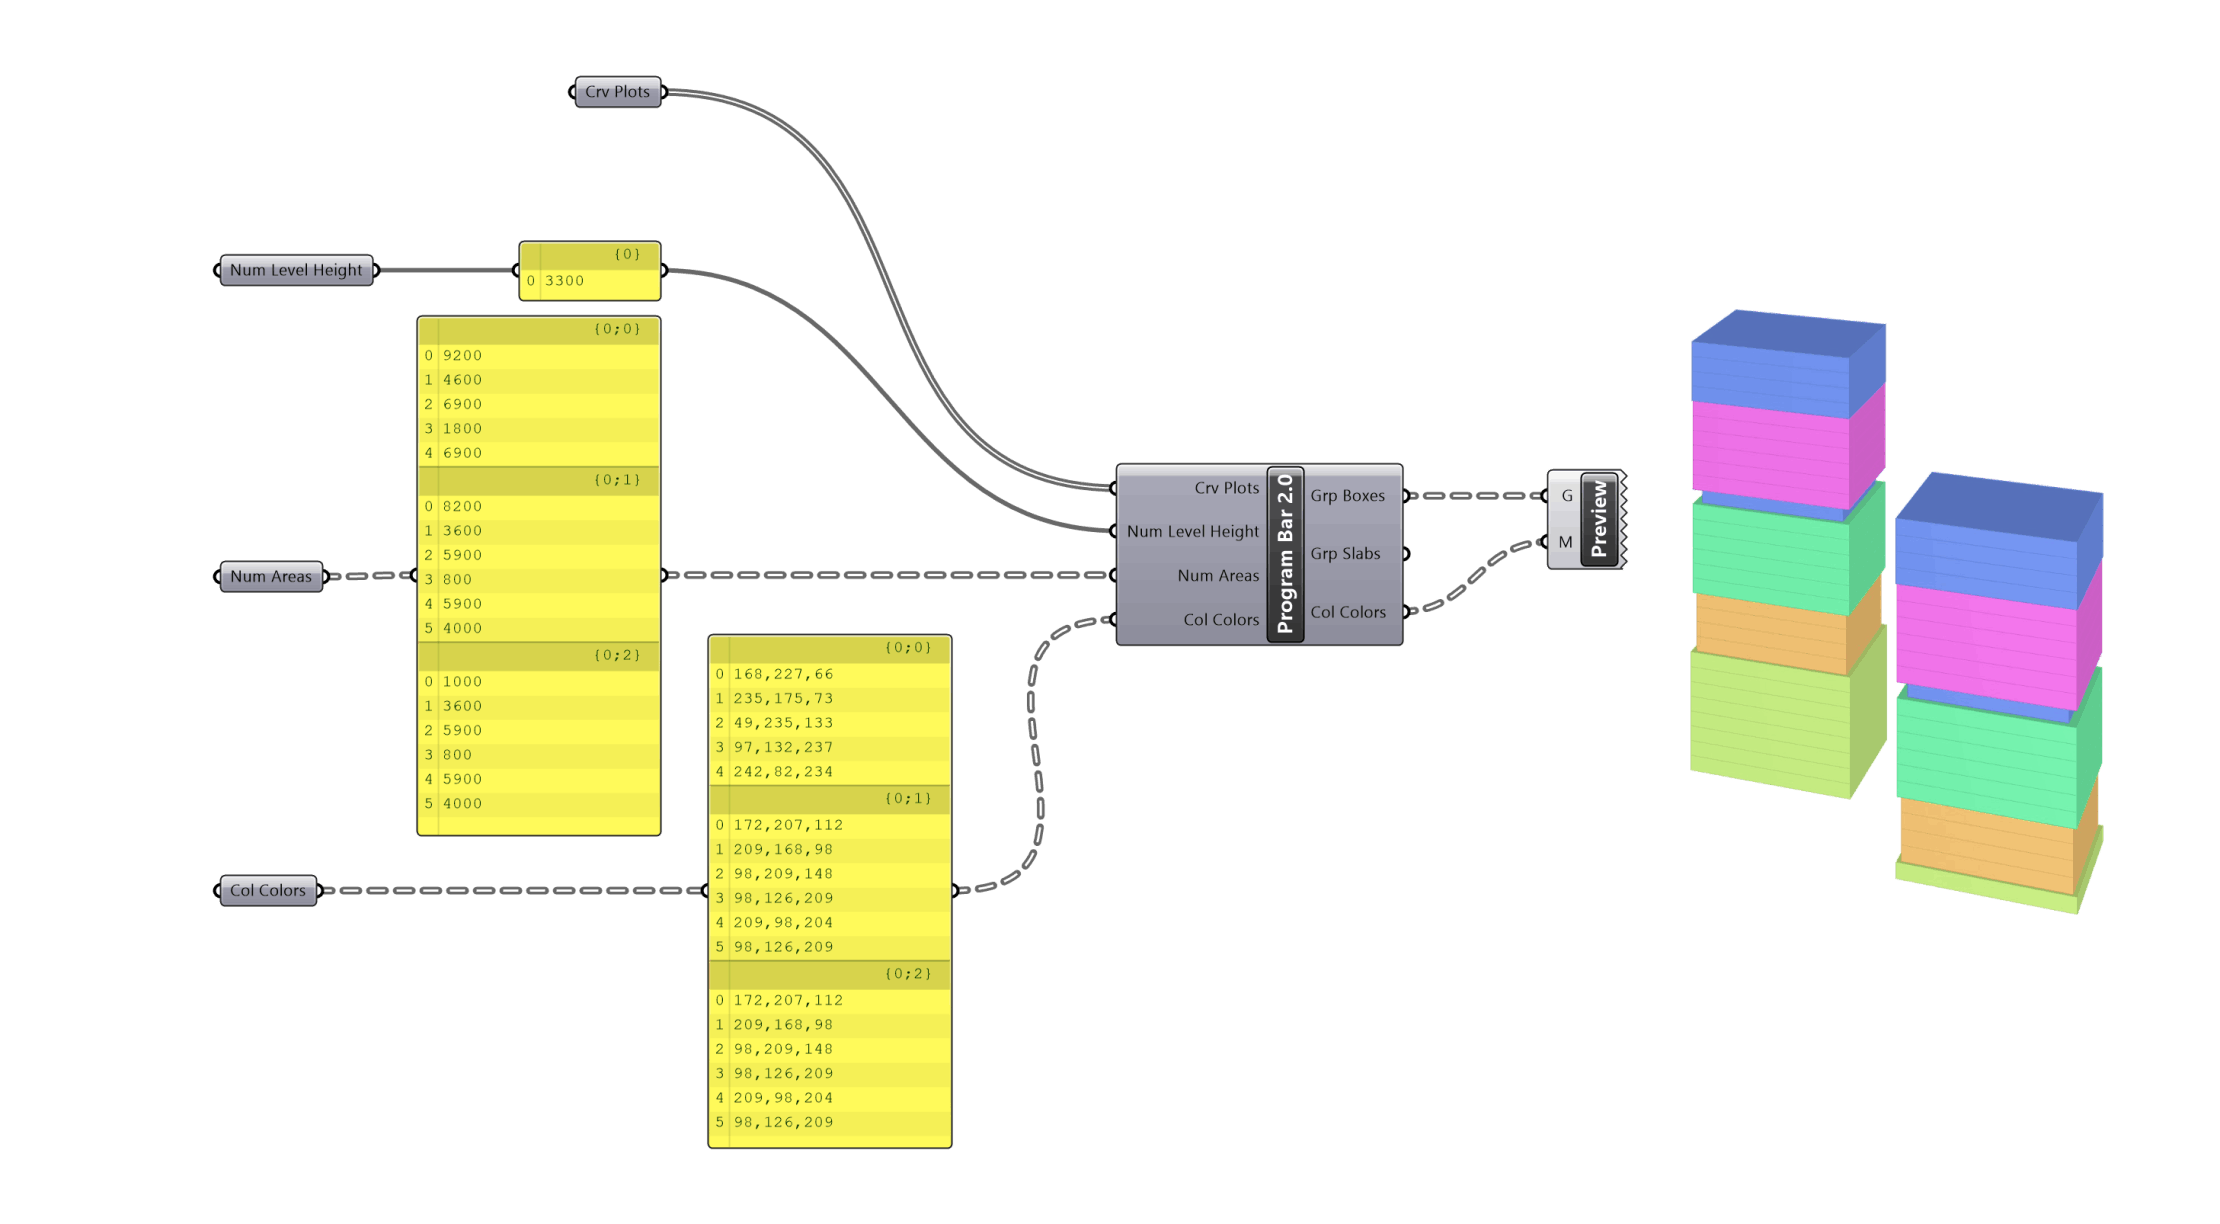 Crv Plots
Num Level Height
{0}
0 3300
{0;0}
0 9200
1 4600
2 6900
3 1800
4 6900
{0;1}
0 8200
1 3600
2 5900
3 800
4 5900
5 4000
{0;2}
0 1000
1 3600
2 5900
3 800
4 5900
5 4000
Num Areas
Col Colors
{0;0}
0 168,227,66
1 235,175,73
2 49,235,133
3 97,132,237
4 242,82,234
{0;1}
0 172,207,112
1 209,168,98
2 98,209,148
3 98,126,209
4 209,98,204
5 98,126,209
{0;2}
0 172,207,112
1 209,168,98
2 98,209,148
3 98,126,209
4 209,98,204
5 98,126,209
Crv Plots
Num Level Height
Num Areas
Col Colors
Program Bar 2.0
Grp Boxes
Grp Slabs
Col Colors
G
M
Preview